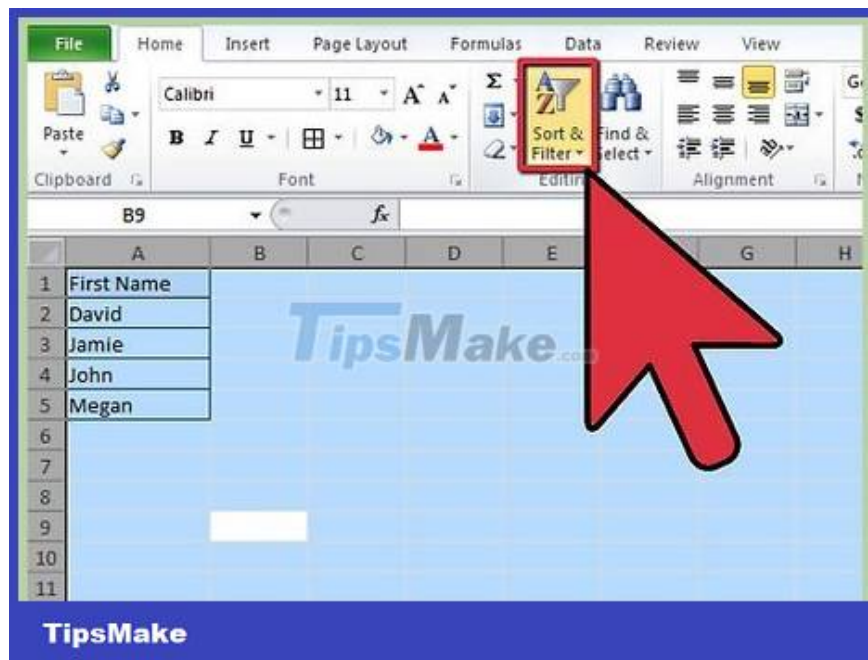 File Home Insert Page Layout Formulas Data Review View
Calibri 11 A A Σ
Paste B I U A Sort & Filter Find & Select
Clipboard Font Editin Alignment
B9 fx
A B C D E G H
1 First Name
2 David
3 Jamie
4 John
5 Megan
6
7
8
9
10
11
TipsMake.com
TipsMake